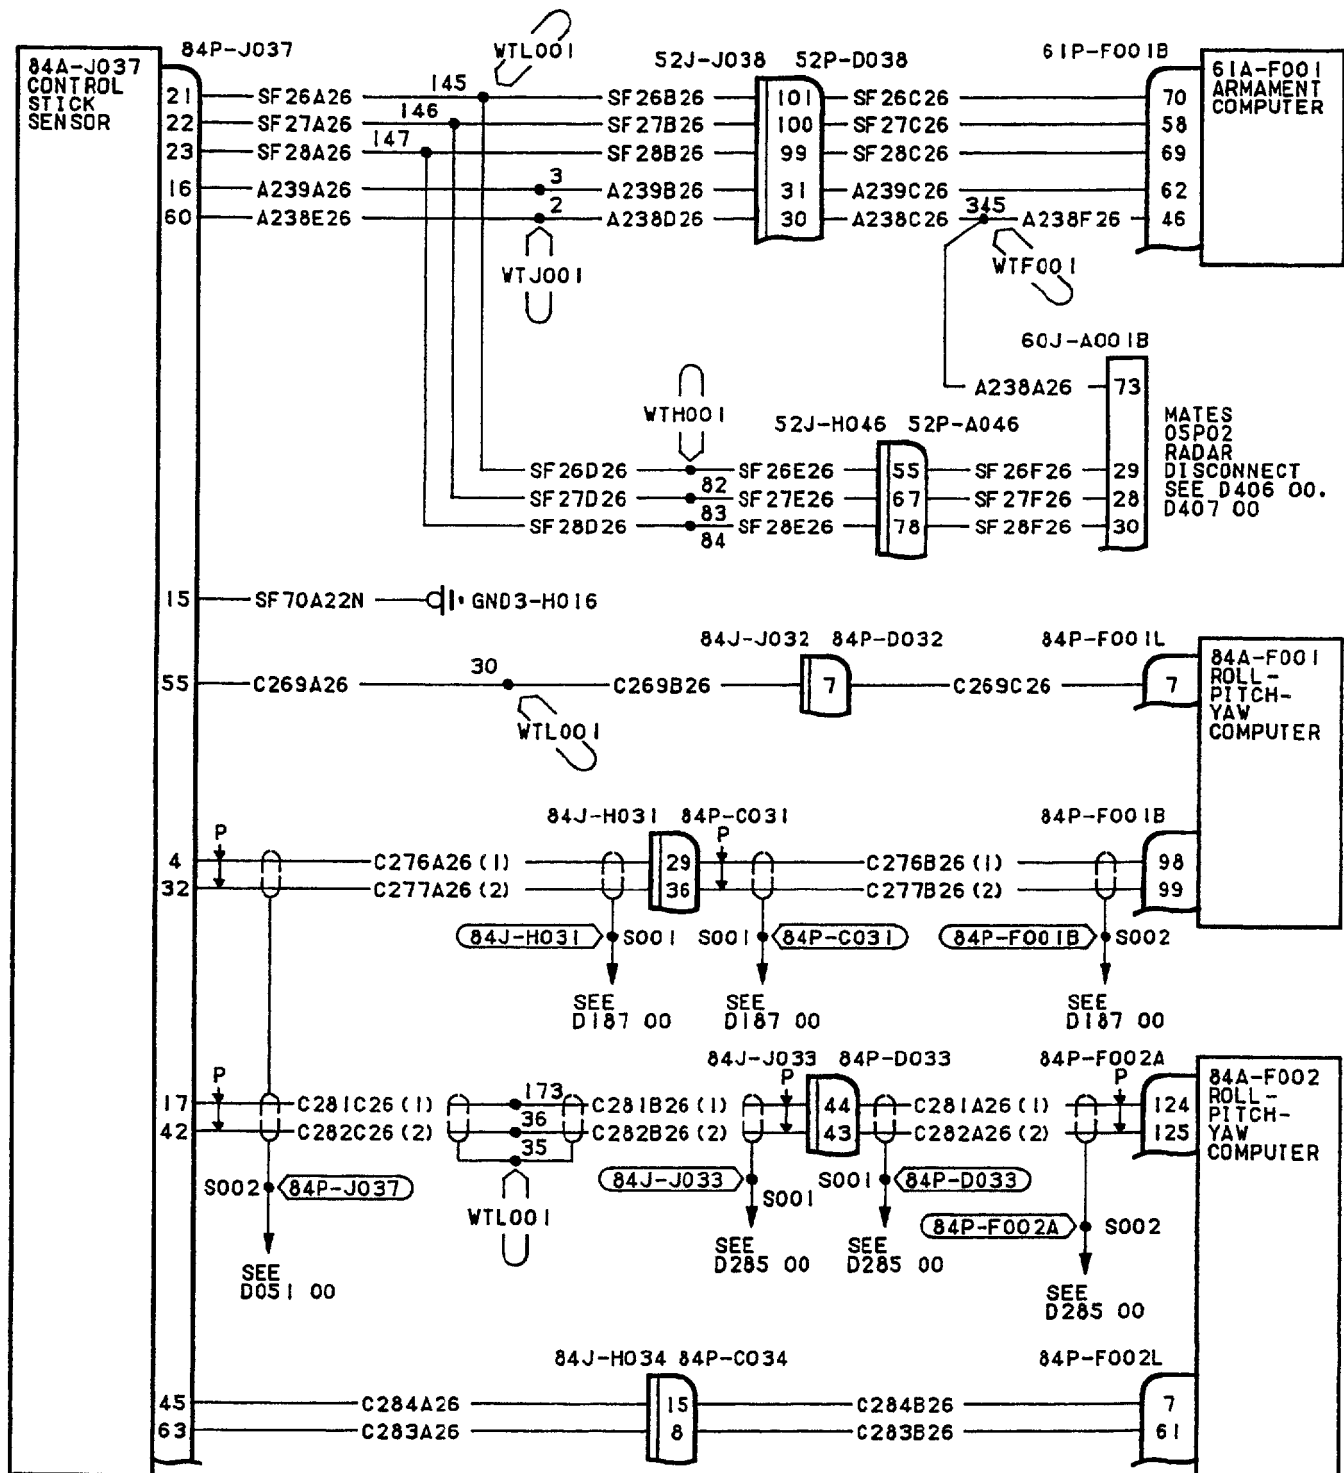 84P-J037
WTL001
52J-J038 52P-D038
61P-F001B
84A-J037
CONTROL
STICK
SENSOR
61A-F001
ARMAMENT
COMPUTER
21 SF26A26 145 SF26B26 101 SF26C26 70
22 SF27A26 146 SF27B26 100 SF27C26 58
23 SF28A26 147 SF28B26 99 SF28C26 69
16 A239A26 3 A239B26 31 A239C26 62
60 A238E26 2 A238D26 30 A238C26 345 A238F26 46
WTJ001
WTF001
60J-A001B
A238A26 73
WTH001
52J-H046 52P-A046
MATES
05P02
RADAR
DISCONNECT
SEE D406 00.
D407 00
SF26D26 82 SF26E26 55 SF26F26 29
SF27D26 83 SF27E26 67 SF27F26 28
SF28D26 84 SF28E26 78 SF28F26 30
15 SF70A22N GND3-H016
84J-J032 84P-D032
84P-F001L
84A-F001
ROLL-
PITCH-
YAW
COMPUTER
55 C269A26 30 C269B26 7 C269C26 7
WTL001
84J-H031 84P-C031
84P-F001B
P P
4 C276A26 (1) 29 C276B26 (1) 98
32 C277A26 (2) 36 C277B26 (2) 99
84J-H031 S001 S001 84P-C031 84P-F001B S002
SEE
D187 00
SEE
D187 00
SEE
D187 00
84J-J033 84P-D033
84P-F002A
84A-F002
ROLL-
PITCH-
YAW
COMPUTER
P P P
17 C281C26 (1) 173 C281B26 (1) 44 C281A26 (1) 124
42 C282C26 (2) 36 C282B26 (2) 43 C282A26 (2) 125
35
S002 84P-J037
WTL001
84J-J033 S001
S001 84P-D033
84P-F002A S002
SEE
D051 00
SEE
D285 00
SEE
D285 00
SEE
D285 00
84J-H034 84P-C034
84P-F002L
45 C284A26 15 C284B26 7
63 C283A26 8 C283B26 61